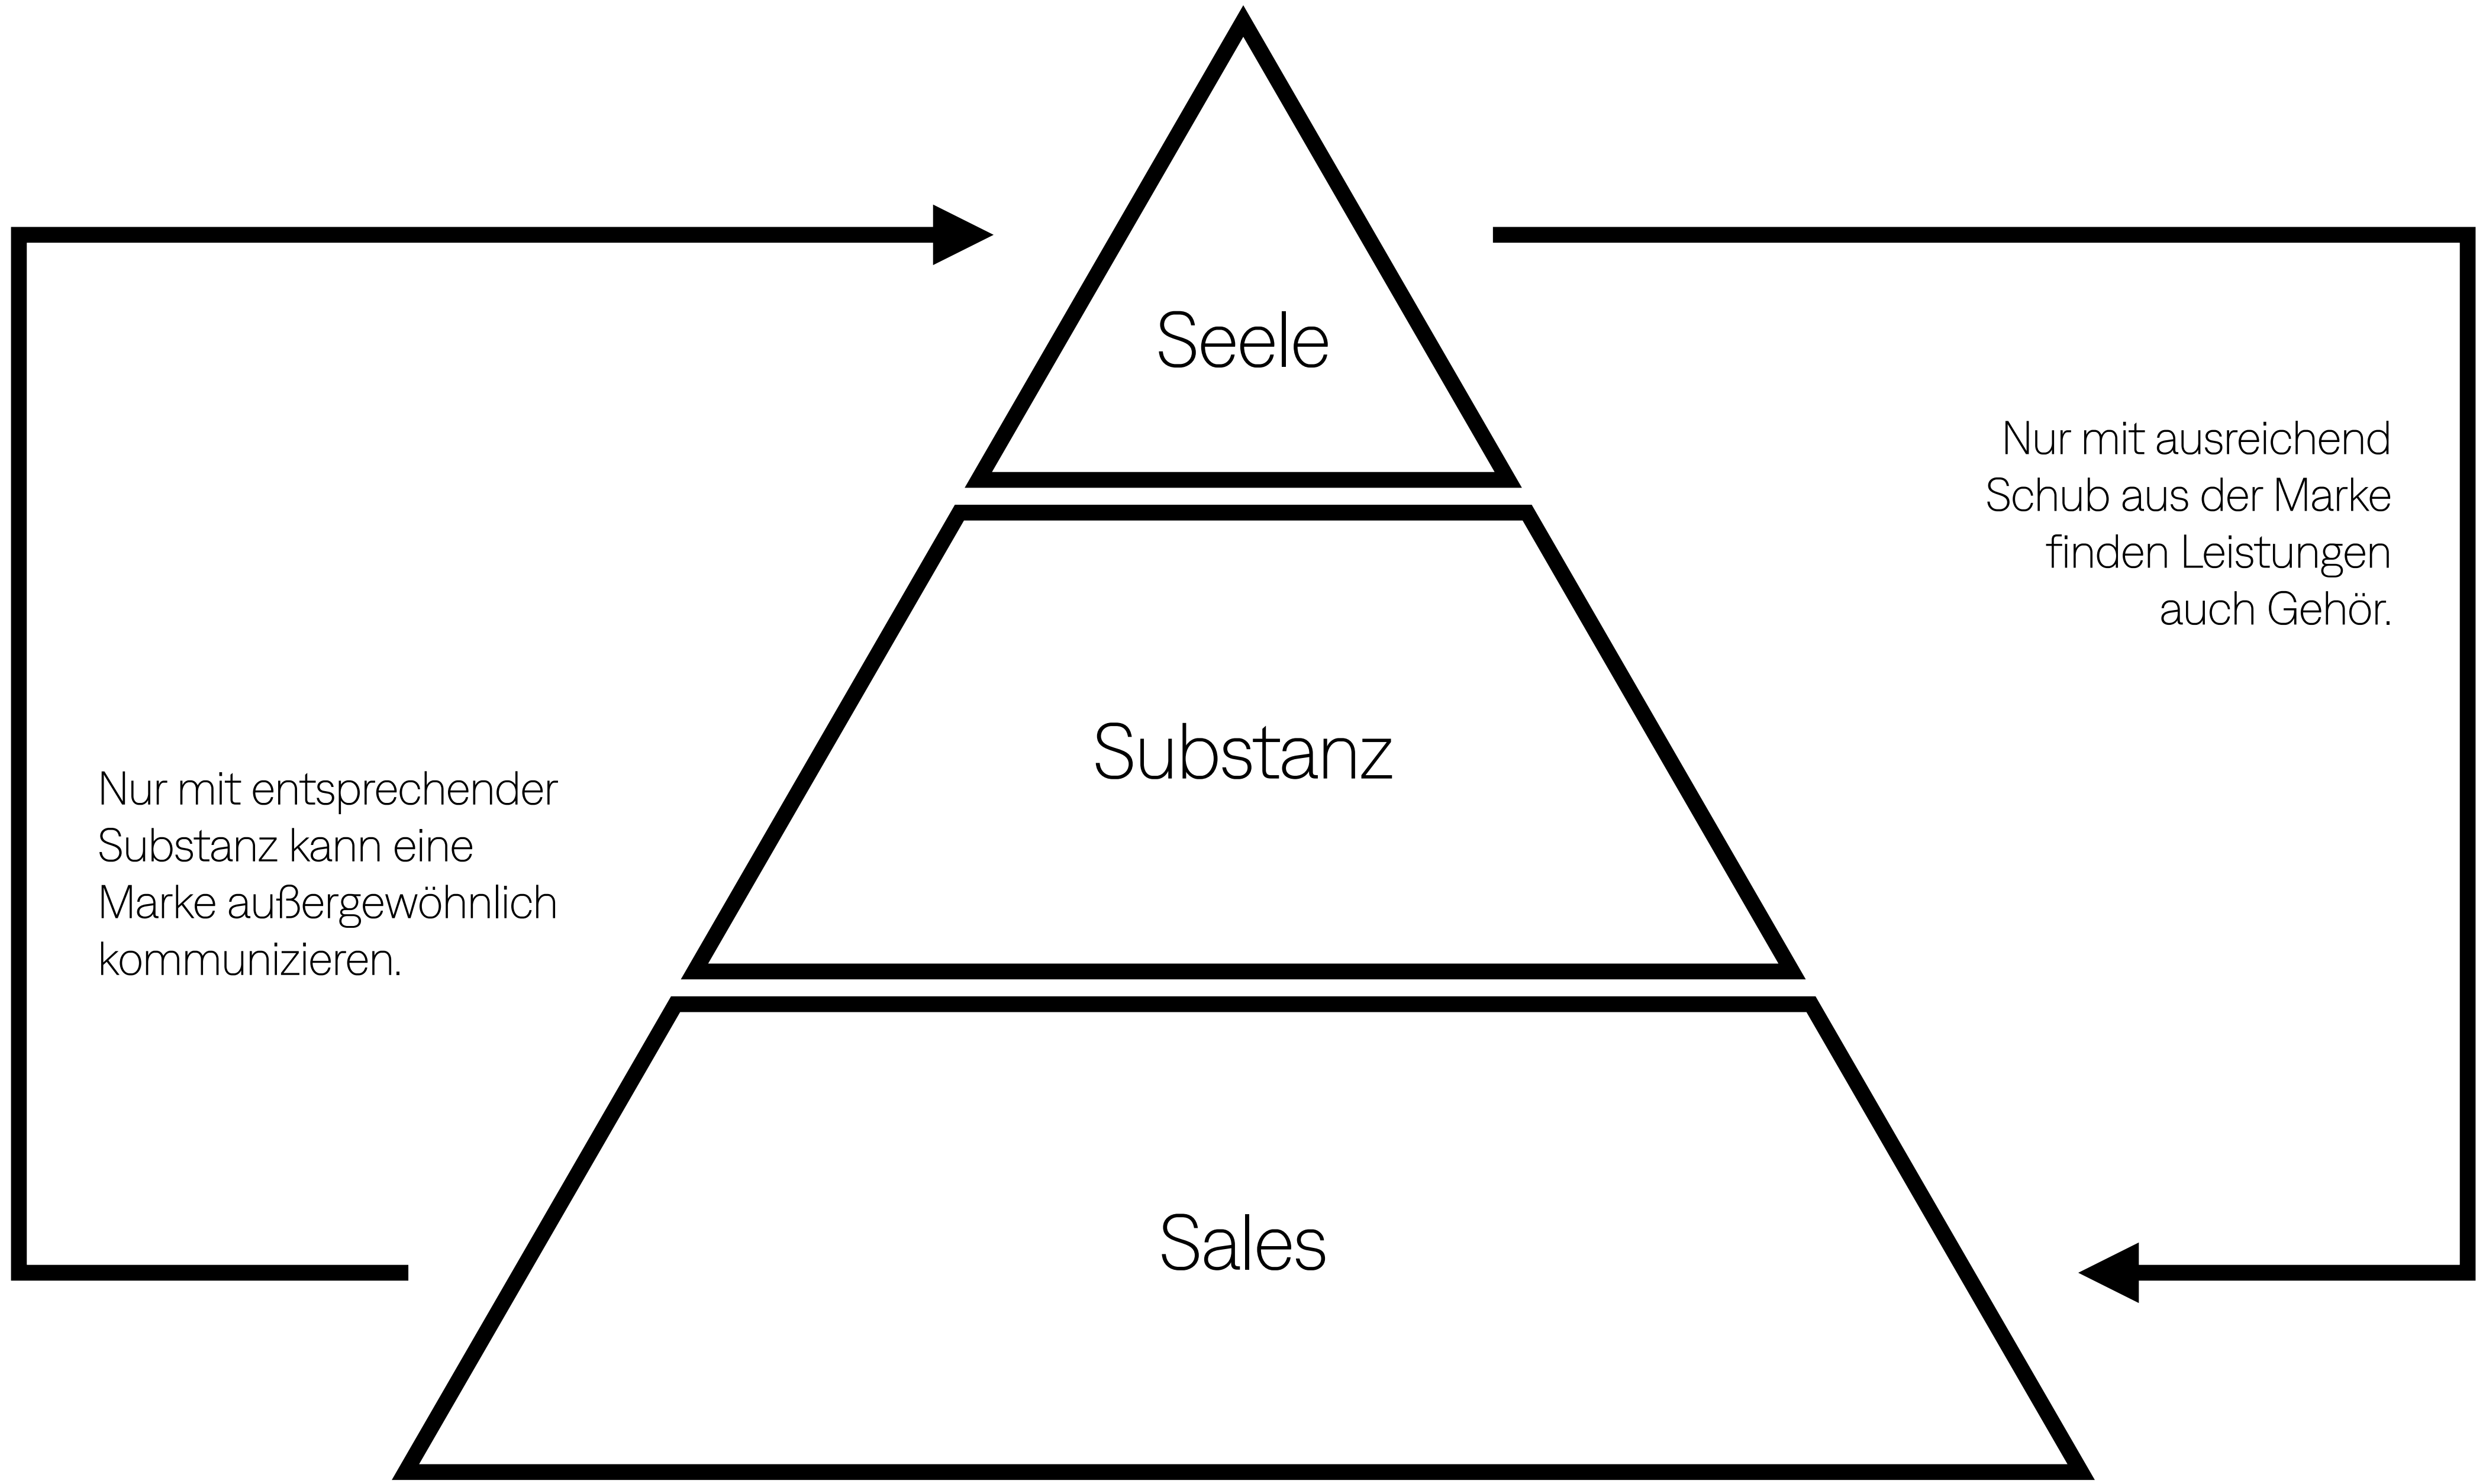 Seele
Nur mit ausreichend
Schub aus der Marke
finden Leistungen
auch Gehör.
Substanz
Nur mit entsprechender
Substanz kann eine
Marke außergewöhnlich
kommunizieren.
Sales